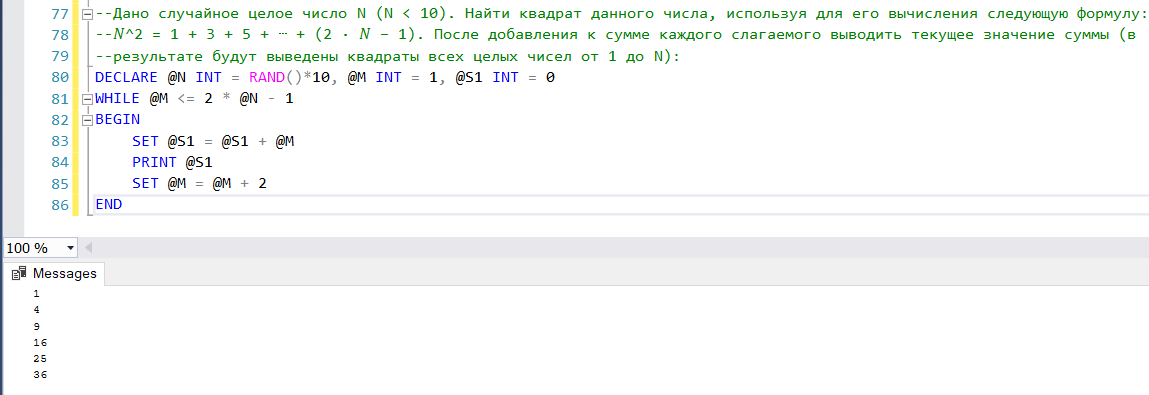 77 --Дано случайное целое число N (N < 10). Найти квадрат данного числа, используя для его вычисления следующую формулу:
78 --𝑁^2 = 1 + 3 + 5 + ⋯ + (2 · 𝑁 − 1). После добавления к сумме каждого слагаемого выводить текущее значение суммы (в
79 --результате будут выведены квадраты всех целых чисел от 1 до N):
80 DECLARE @N INT = RAND()*10, @M INT = 1, @S1 INT = 0
81 WHILE @M <= 2 * @N - 1
82 BEGIN
83 SET @S1 = @S1 + @M
84 PRINT @S1
85 SET @M = @M + 2
86 END
100 %
Messages
1
4
9
16
25
36